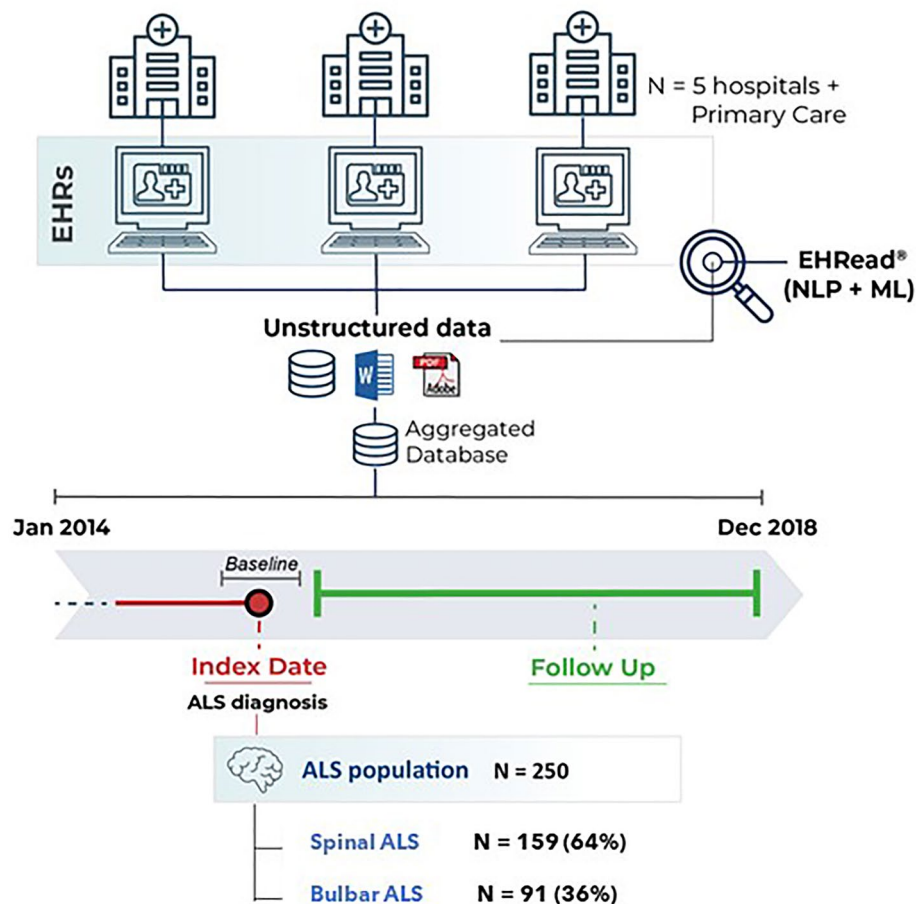 N = 5 hospitals +
Primary Care
EHRs
EHRead®
(NLP + ML)
Unstructured data
W
PDF
Adobe
Aggregated
Database
Jan 2014
Dec 2018
Baseline
Index Date
Follow Up
ALS diagnosis
ALS population N = 250
Spinal ALS N = 159 (64%)
Bulbar ALS N = 91 (36%)